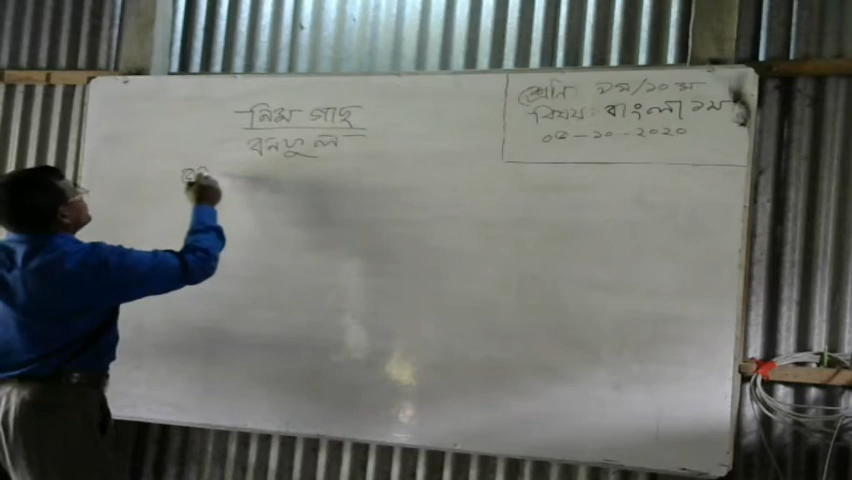 নিম গাছ
বনফুল
শ্রেণি: ৯ম/১০ম
বিষয়: বাংলা ১ম
০৫-১০-২০২০